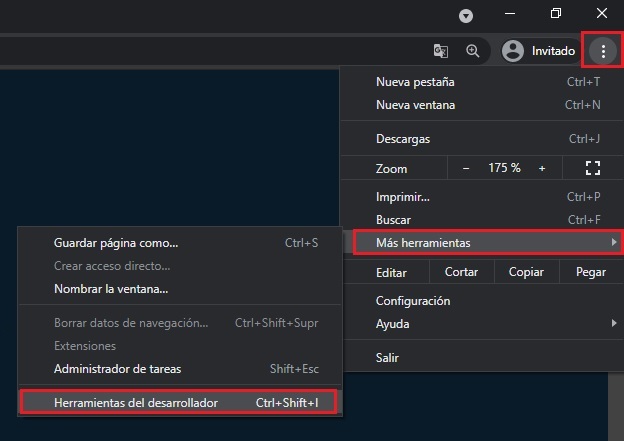 Invitado
Nueva pestaña Ctrl+T
Nueva ventana Ctrl+N
Descargas Ctrl+J
Zoom − 175 % +
Imprimir... Ctrl+P
Buscar Ctrl+F
Más herramientas
Editar Cortar Copiar Pegar
Configuración
Ayuda
Salir
Guardar página como... Ctrl+S
Crear acceso directo...
Nombrar la ventana...
Borrar datos de navegación... Ctrl+Shift+Supr
Extensiones
Administrador de tareas Shift+Esc
Herramientas del desarrollador Ctrl+Shift+I